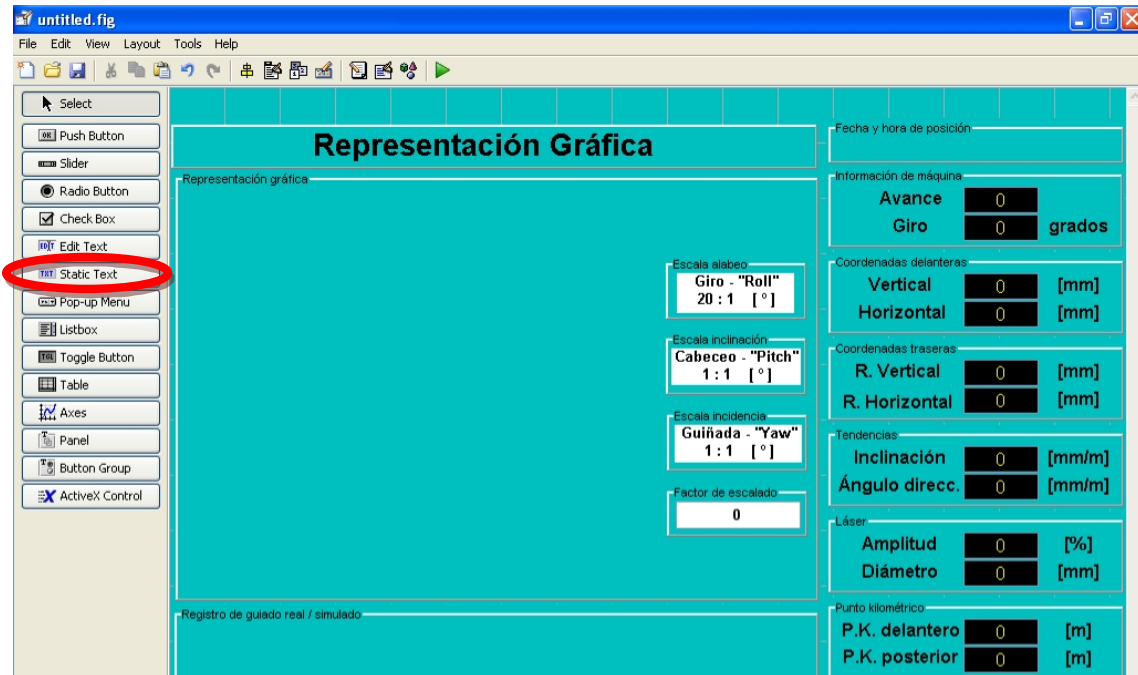 untitled.fig
File Edit View Layout Tools Help
Select
OK Push Button
Slider
Radio Button
Check Box
EDIT Edit Text
TXT Static Text
Pop-up Menu
Listbox
TGL Toggle Button
Table
Axes
Panel
Button Group
ActiveX Control
Representación Gráfica
Representación gráfica
Escala alabeo
Giro - "Roll"
20 : 1 [ º ]
Escala inclinación
Cabeceo - "Pitch"
1 : 1 [ º ]
Escala incidencia
Guiñada - "Yaw"
1 : 1 [ º ]
Factor de escalado
0
Registro de guiado real / simulado
Fecha y hora de posición
Información de máquina
Avance 0
Giro 0 grados
Coordenadas delanteras
Vertical 0 [mm]
Horizontal 0 [mm]
Coordenadas traseras
R. Vertical 0 [mm]
R. Horizontal 0 [mm]
Tendencias
Inclinación 0 [mm/m]
Ángulo direcc. 0 [mm/m]
Láser
Amplitud 0 [%]
Diámetro 0 [mm]
Punto kilométrico
P.K. delantero 0 [m]
P.K. posterior 0 [m]